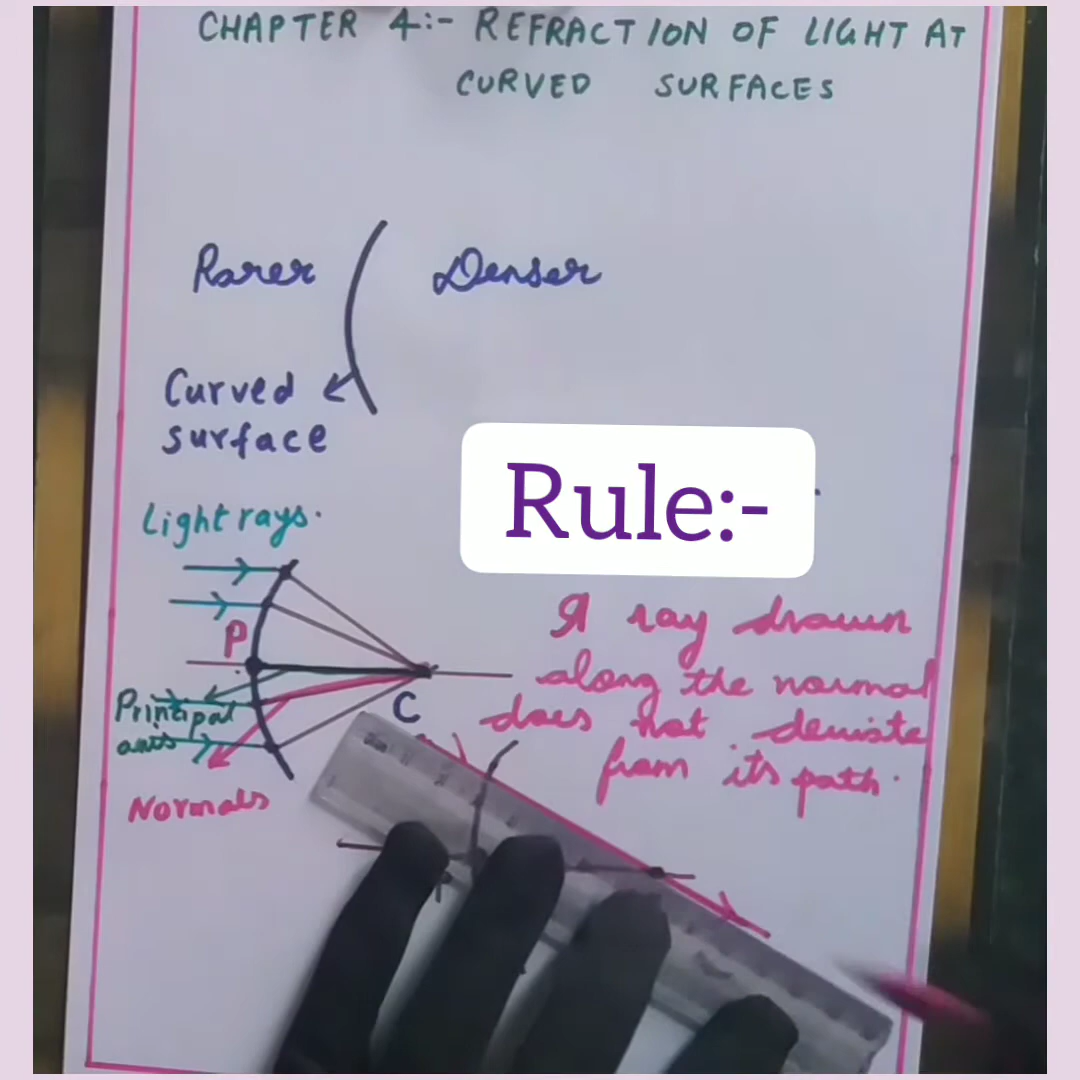 CHAPTER 4:- REFRACTION OF LIGHT AT
CURVED SURFACES
Rarer Denser
Curved
surface
Rule:-
Light rays.
A ray drawn
P
along the normal
C
Principal
does not deviate
axis
from its path.
Normals